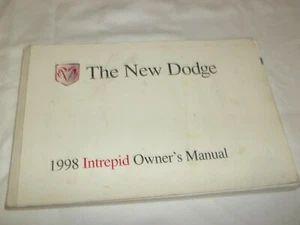 The New Dodge
1998 Intrepid Owner's Manual